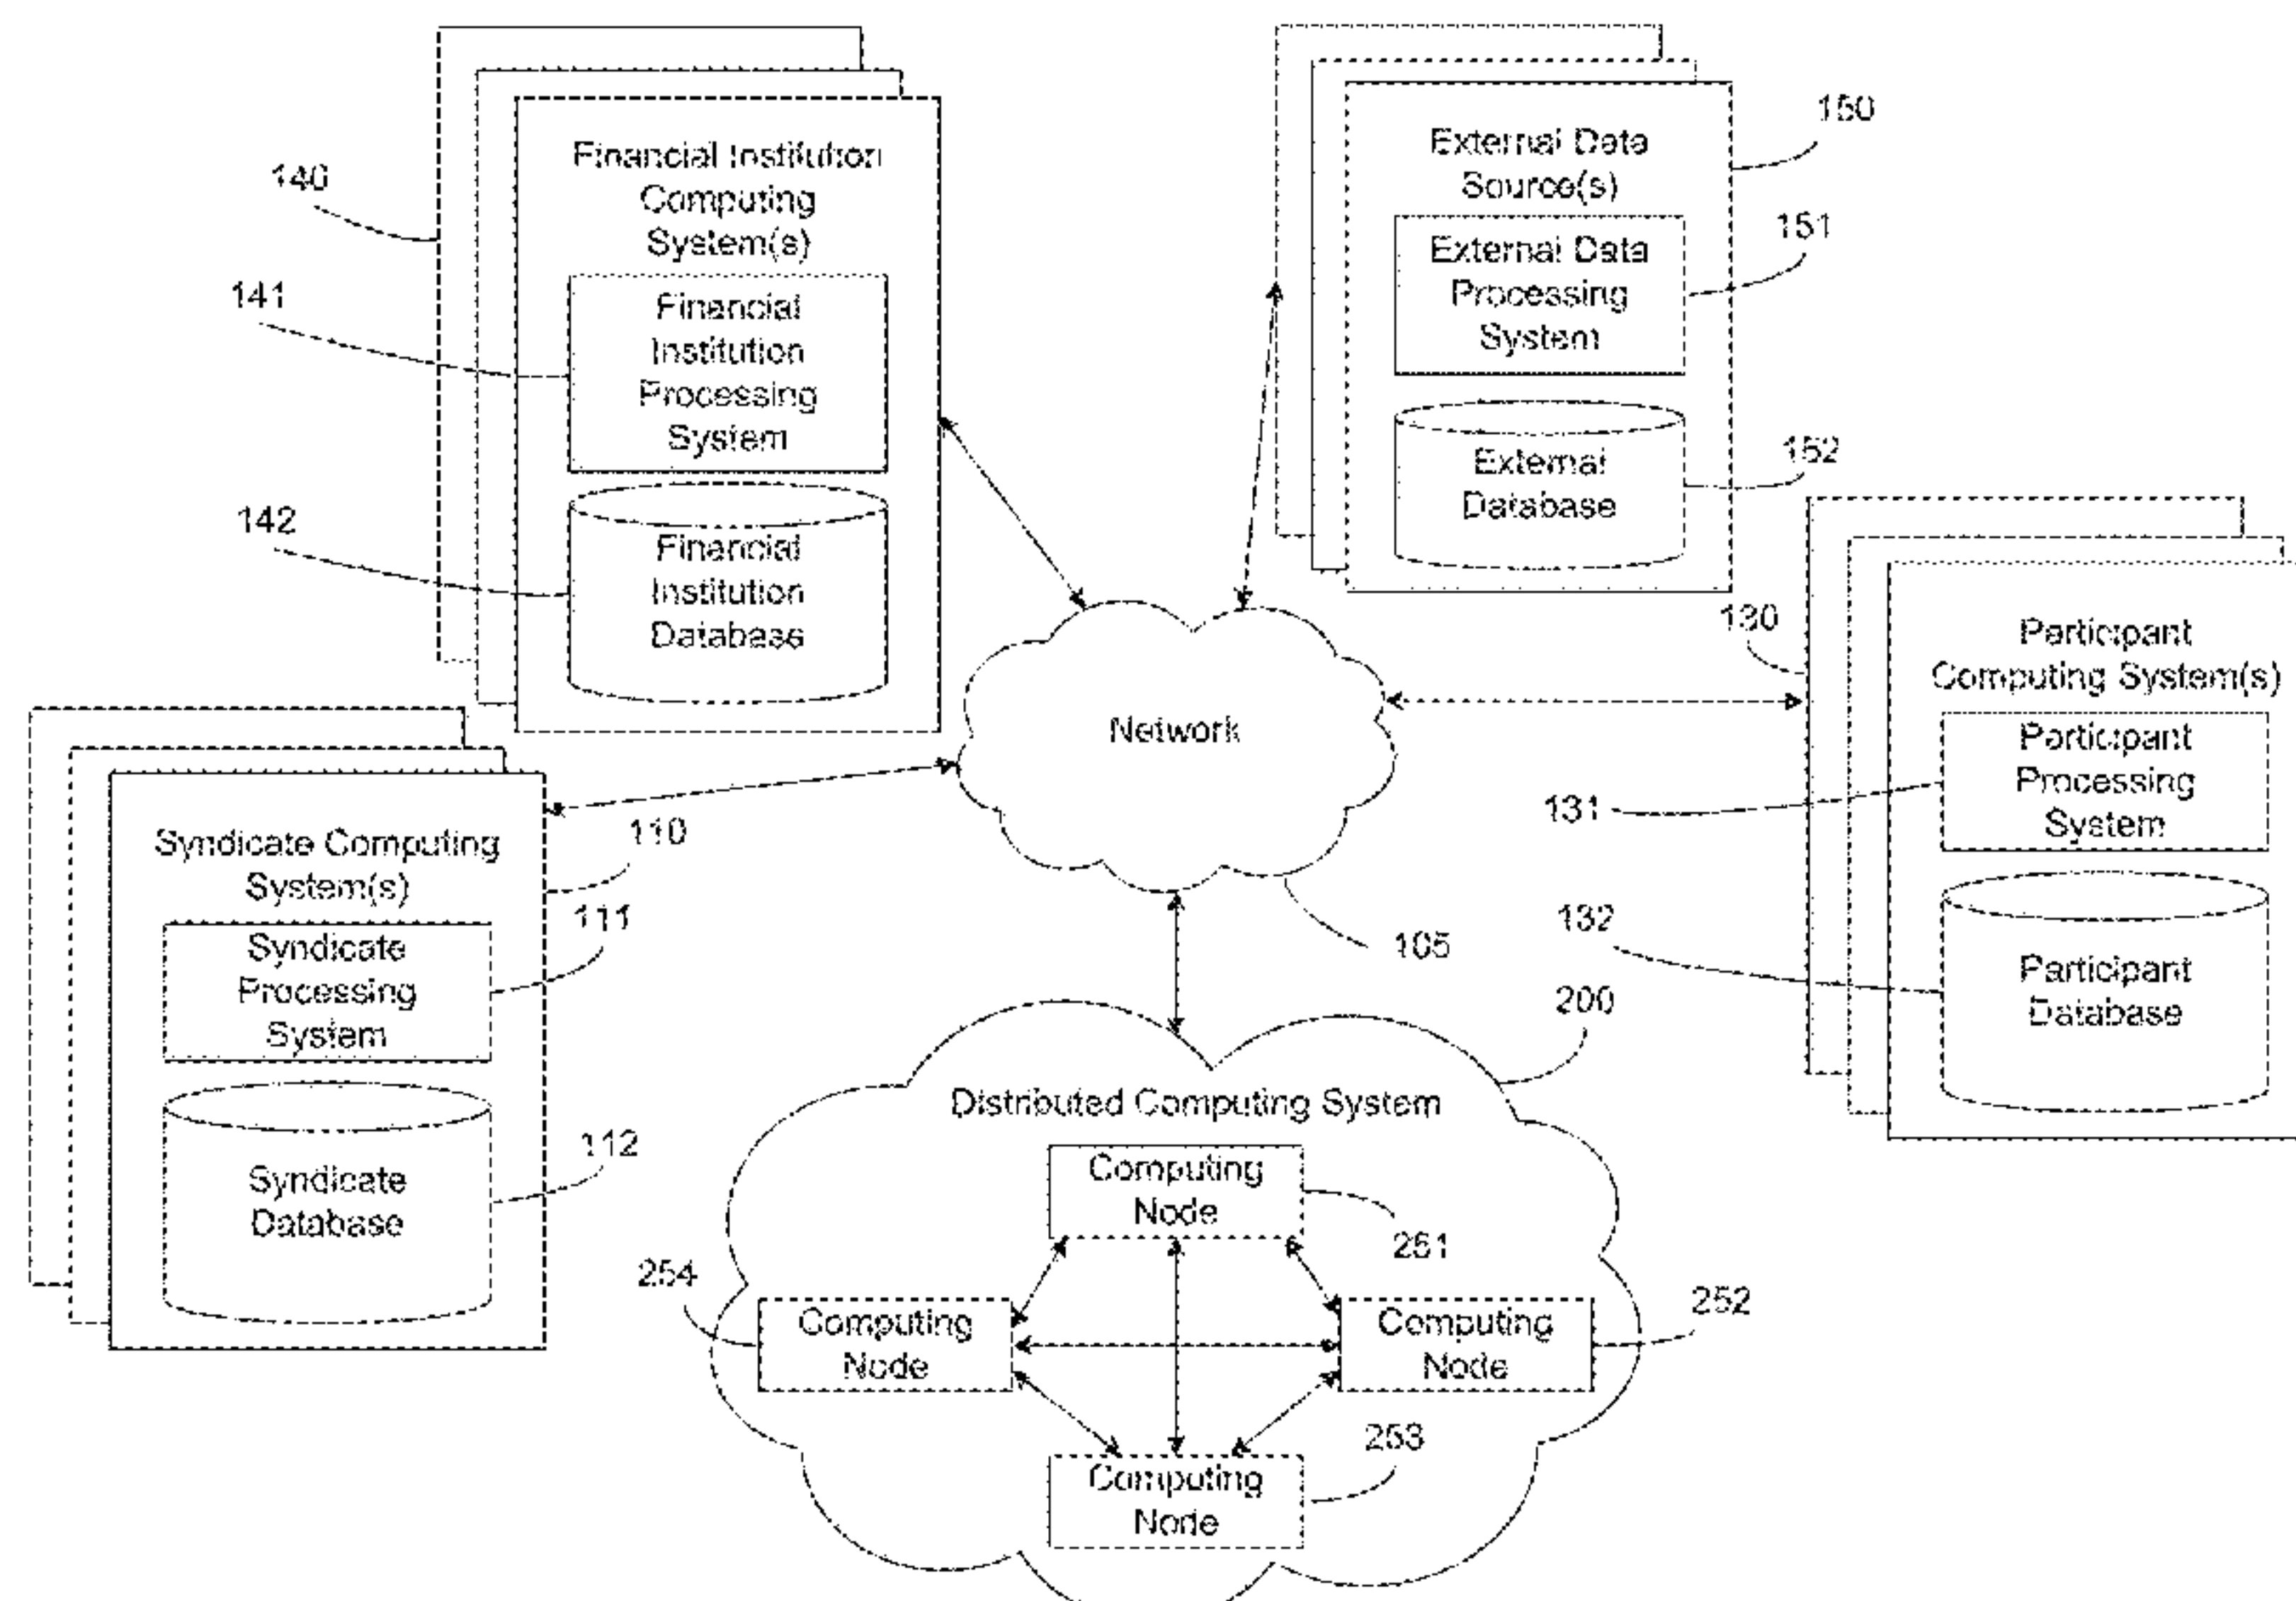 140
Financial Institution
Computing
System(s)
141
Financial
Institution
Processing
System
142
Financial
Institution
Database
150
External Data
Source(s)
151
External Data
Processing
System
152
External
Database
130
Participant
Computing System(s)
131
Participant
Processing
System
132
Participant
Database
Network
105
110
Syndicate Computing
System(s)
111
Syndicate
Processing
System
112
Syndicate
Database
200
Distributed Computing System
Computing
Node
251
254
Computing
Node
252
Computing
Node
253
Computing
Node